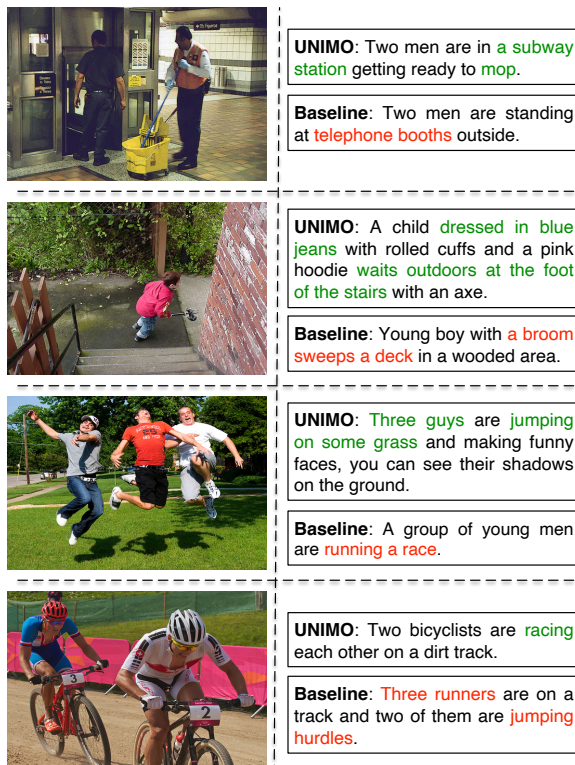 UNIMO: Two men are in a subway
station getting ready to mop.
Baseline: Two men are standing
at telephone booths outside.
UNIMO: A child dressed in blue
jeans with rolled cuffs and a pink
hoodie waits outdoors at the foot
of the stairs with an axe.
Baseline: Young boy with a broom
sweeps a deck in a wooded area.
UNIMO: Three guys are jumping
on some grass and making funny
faces, you can see their shadows
on the ground.
Baseline: A group of young men
are running a race.
3
2
UNIMO: Two bicyclists are racing
each other on a dirt track.
Baseline: Three runners are on a
track and two of them are jumping
hurdles.